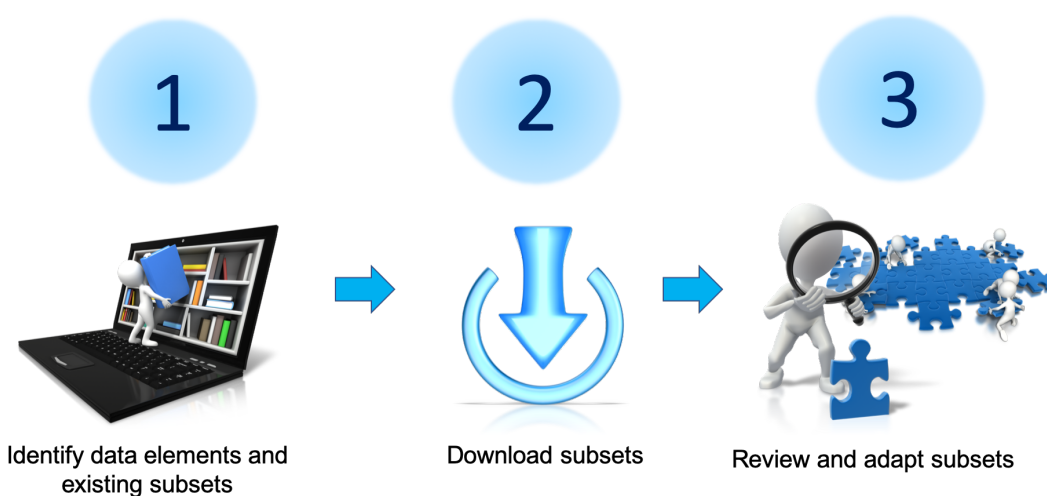 1
2
3
Identify data elements and
existing subsets
Download subsets
Review and adapt subsets